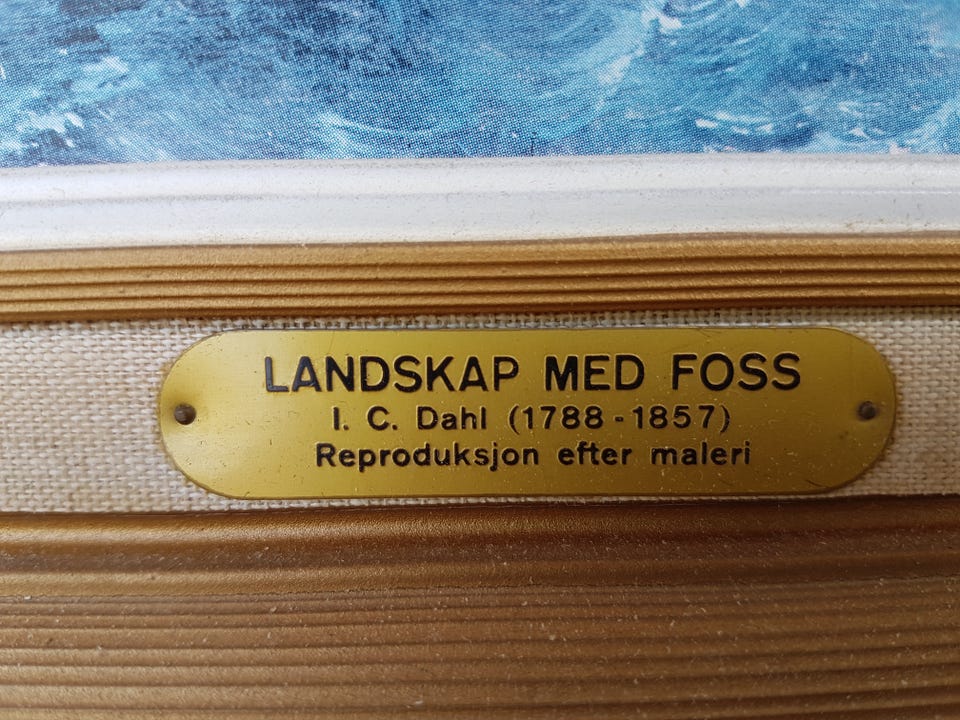 LANDSKAP MED FOSS
I. C. Dahl (1788-1857)
Reproduksjon efter maleri